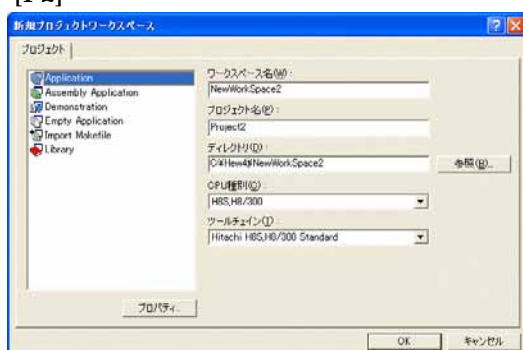 [1-2]
新規プロジェクトワークスペース
プロジェクト
Application
Assembly Application
Demonstration
Empty Application
Import Makefile
Library
プロパティ...
ワークスペース名(W):
NewWorkSpace2
プロジェクト名(P):
Project2
ディレクトリ(D):
C:¥Hew4¥NewWorkSpace2
参照(B)...
CPU種別(C):
H8S,H8/300
ツールチェイン(T):
Hitachi H8S,H8/300 Standard
OK
キャンセル